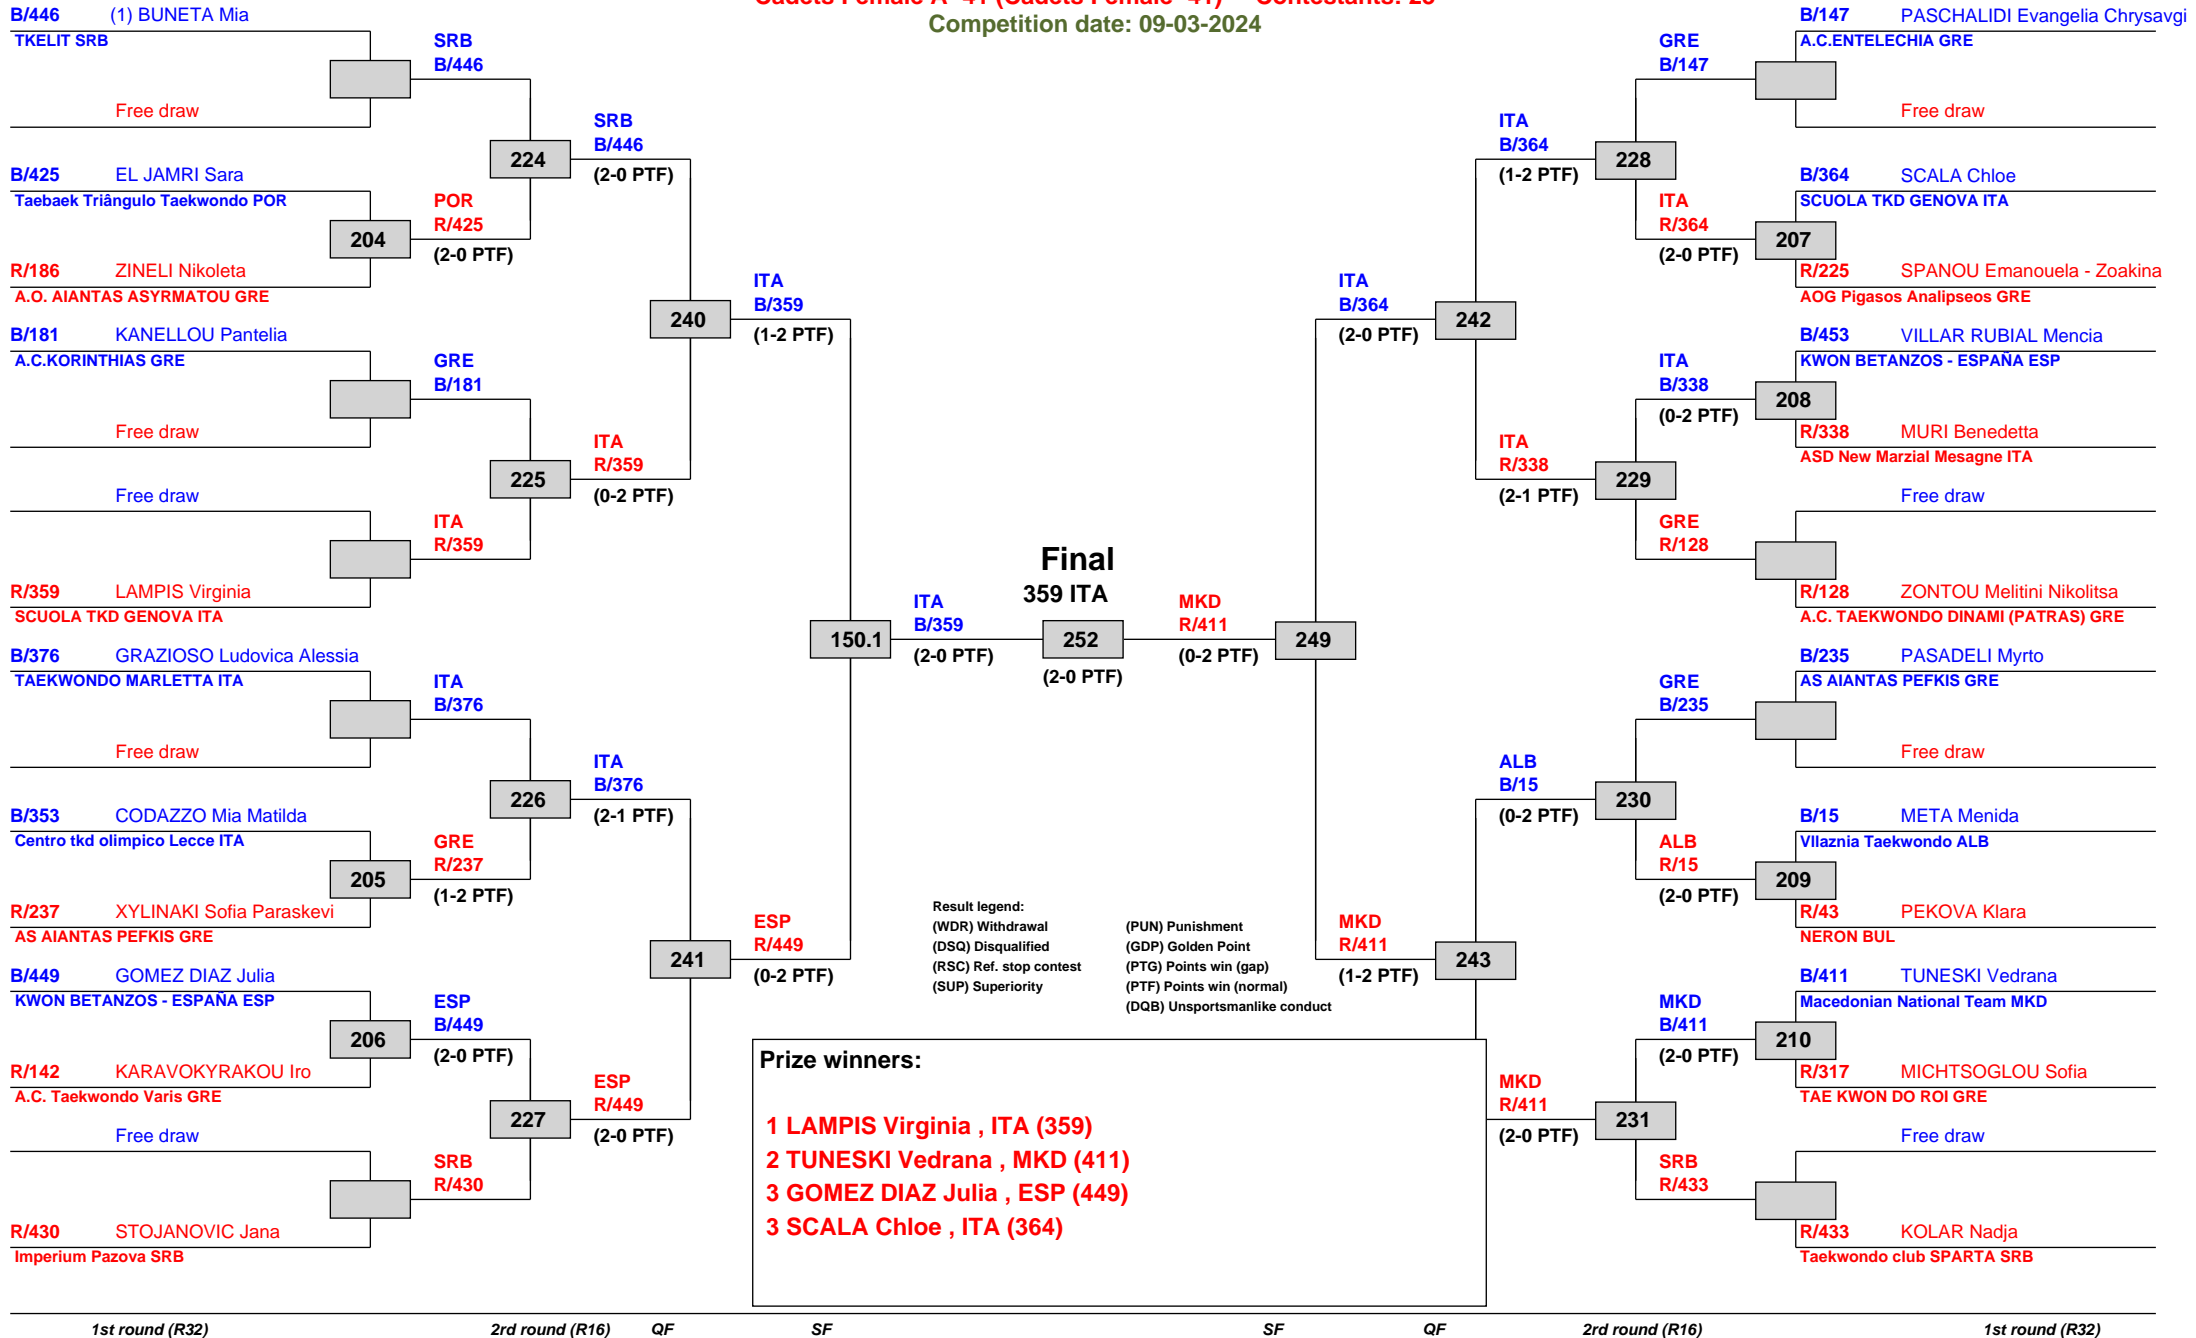 Competition date: 09-03-2024
B/446 (1) BUNETA Mia
TKELIT SRB
Free draw
B/425 EL JAMRI Sara
Taebaek Triângulo Taekwondo POR
204
R/186 ZINELI Nikoleta
A.O. AIANTAS ASYRMATOU GRE
B/181 KANELLOU Pantelia
A.C.KORINTHIAS GRE
Free draw
Free draw
R/359 LAMPIS Virginia
SCUOLA TKD GENOVA ITA
B/376 GRAZIOSO Ludovica Alessia
TAEKWONDO MARLETTA ITA
Free draw
B/353 CODAZZO Mia Matilda
Centro tkd olimpico Lecce ITA
205
R/237 XYLINAKI Sofia Paraskevi
AS AIANTAS PEFKIS GRE
B/449 GOMEZ DIAZ Julia
KWON BETANZOS - ESPAÑA ESP
206
R/142 KARAVOKYRAKOU Iro
A.C. Taekwondo Varis GRE
Free draw
R/430 STOJANOVIC Jana
Imperium Pazova SRB
SRB
B/446
224
POR
R/425
(2-0 PTF)
GRE
B/181
225
ITA
R/359
ITA
B/376
226
GRE
R/237
(1-2 PTF)
ESP
B/449
(2-0 PTF)
227
SRB
R/430
SRB
B/446
(2-0 PTF)
240
ITA
R/359
(0-2 PTF)
ITA
B/376
(2-1 PTF)
241
ESP
R/449
(2-0 PTF)
ITA
B/359
(1-2 PTF)
150.1
ESP
R/449
(0-2 PTF)
ITA
B/359
(2-0 PTF)
Final
359 ITA
252
(2-0 PTF)
MKD
R/411
(0-2 PTF)
249
ITA
B/364
(2-0 PTF)
242
MKD
R/411
(1-2 PTF)
243
ITA
B/364
(1-2 PTF)
228
ITA
R/338
(2-1 PTF)
229
ALB
B/15
(0-2 PTF)
230
MKD
R/411
(2-0 PTF)
231
GRE
B/147
ITA
R/364
(2-0 PTF)
207
ITA
B/338
(0-2 PTF)
208
GRE
R/128
GRE
B/235
ALB
R/15
(2-0 PTF)
209
MKD
B/411
(2-0 PTF)
210
SRB
R/433
B/147 PASCHALIDI Evangelia Chrysavgi
A.C.ENTELECHIA GRE
Free draw
B/364 SCALA Chloe
SCUOLA TKD GENOVA ITA
R/225 SPANOU Emanouela - Zoakina
AOG Pigasos Analipseos GRE
B/453 VILLAR RUBIAL Mencia
KWON BETANZOS - ESPAÑA ESP
R/338 MURI Benedetta
ASD New Marzial Mesagne ITA
Free draw
R/128 ZONTOU Melitini Nikolitsa
A.C. TAEKWONDO DINAMI (PATRAS) GRE
B/235 PASADELI Myrto
AS AIANTAS PEFKIS GRE
Free draw
B/15 META Menida
Vllaznia Taekwondo ALB
R/43 PEKOVA Klara
NERON BUL
B/411 TUNESKI Vedrana
Macedonian National Team MKD
R/317 MICHTSOGLOU Sofia
TAE KWON DO ROI GRE
Free draw
R/433 KOLAR Nadja
Taekwondo club SPARTA SRB
Result legend:
(WDR) Withdrawal (PUN) Punishment
(DSQ) Disqualified (GDP) Golden Point
(RSC) Ref. stop contest (PTG) Points win (gap)
(SUP) Superiority (PTF) Points win (normal)
(DQB) Unsportsmanlike conduct
Prize winners:
1 LAMPIS Virginia , ITA (359)
2 TUNESKI Vedrana , MKD (411)
3 GOMEZ DIAZ Julia , ESP (449)
3 SCALA Chloe , ITA (364)
1st round (R32) 2rd round (R16) QF SF SF QF 2rd round (R16) 1st round (R32)